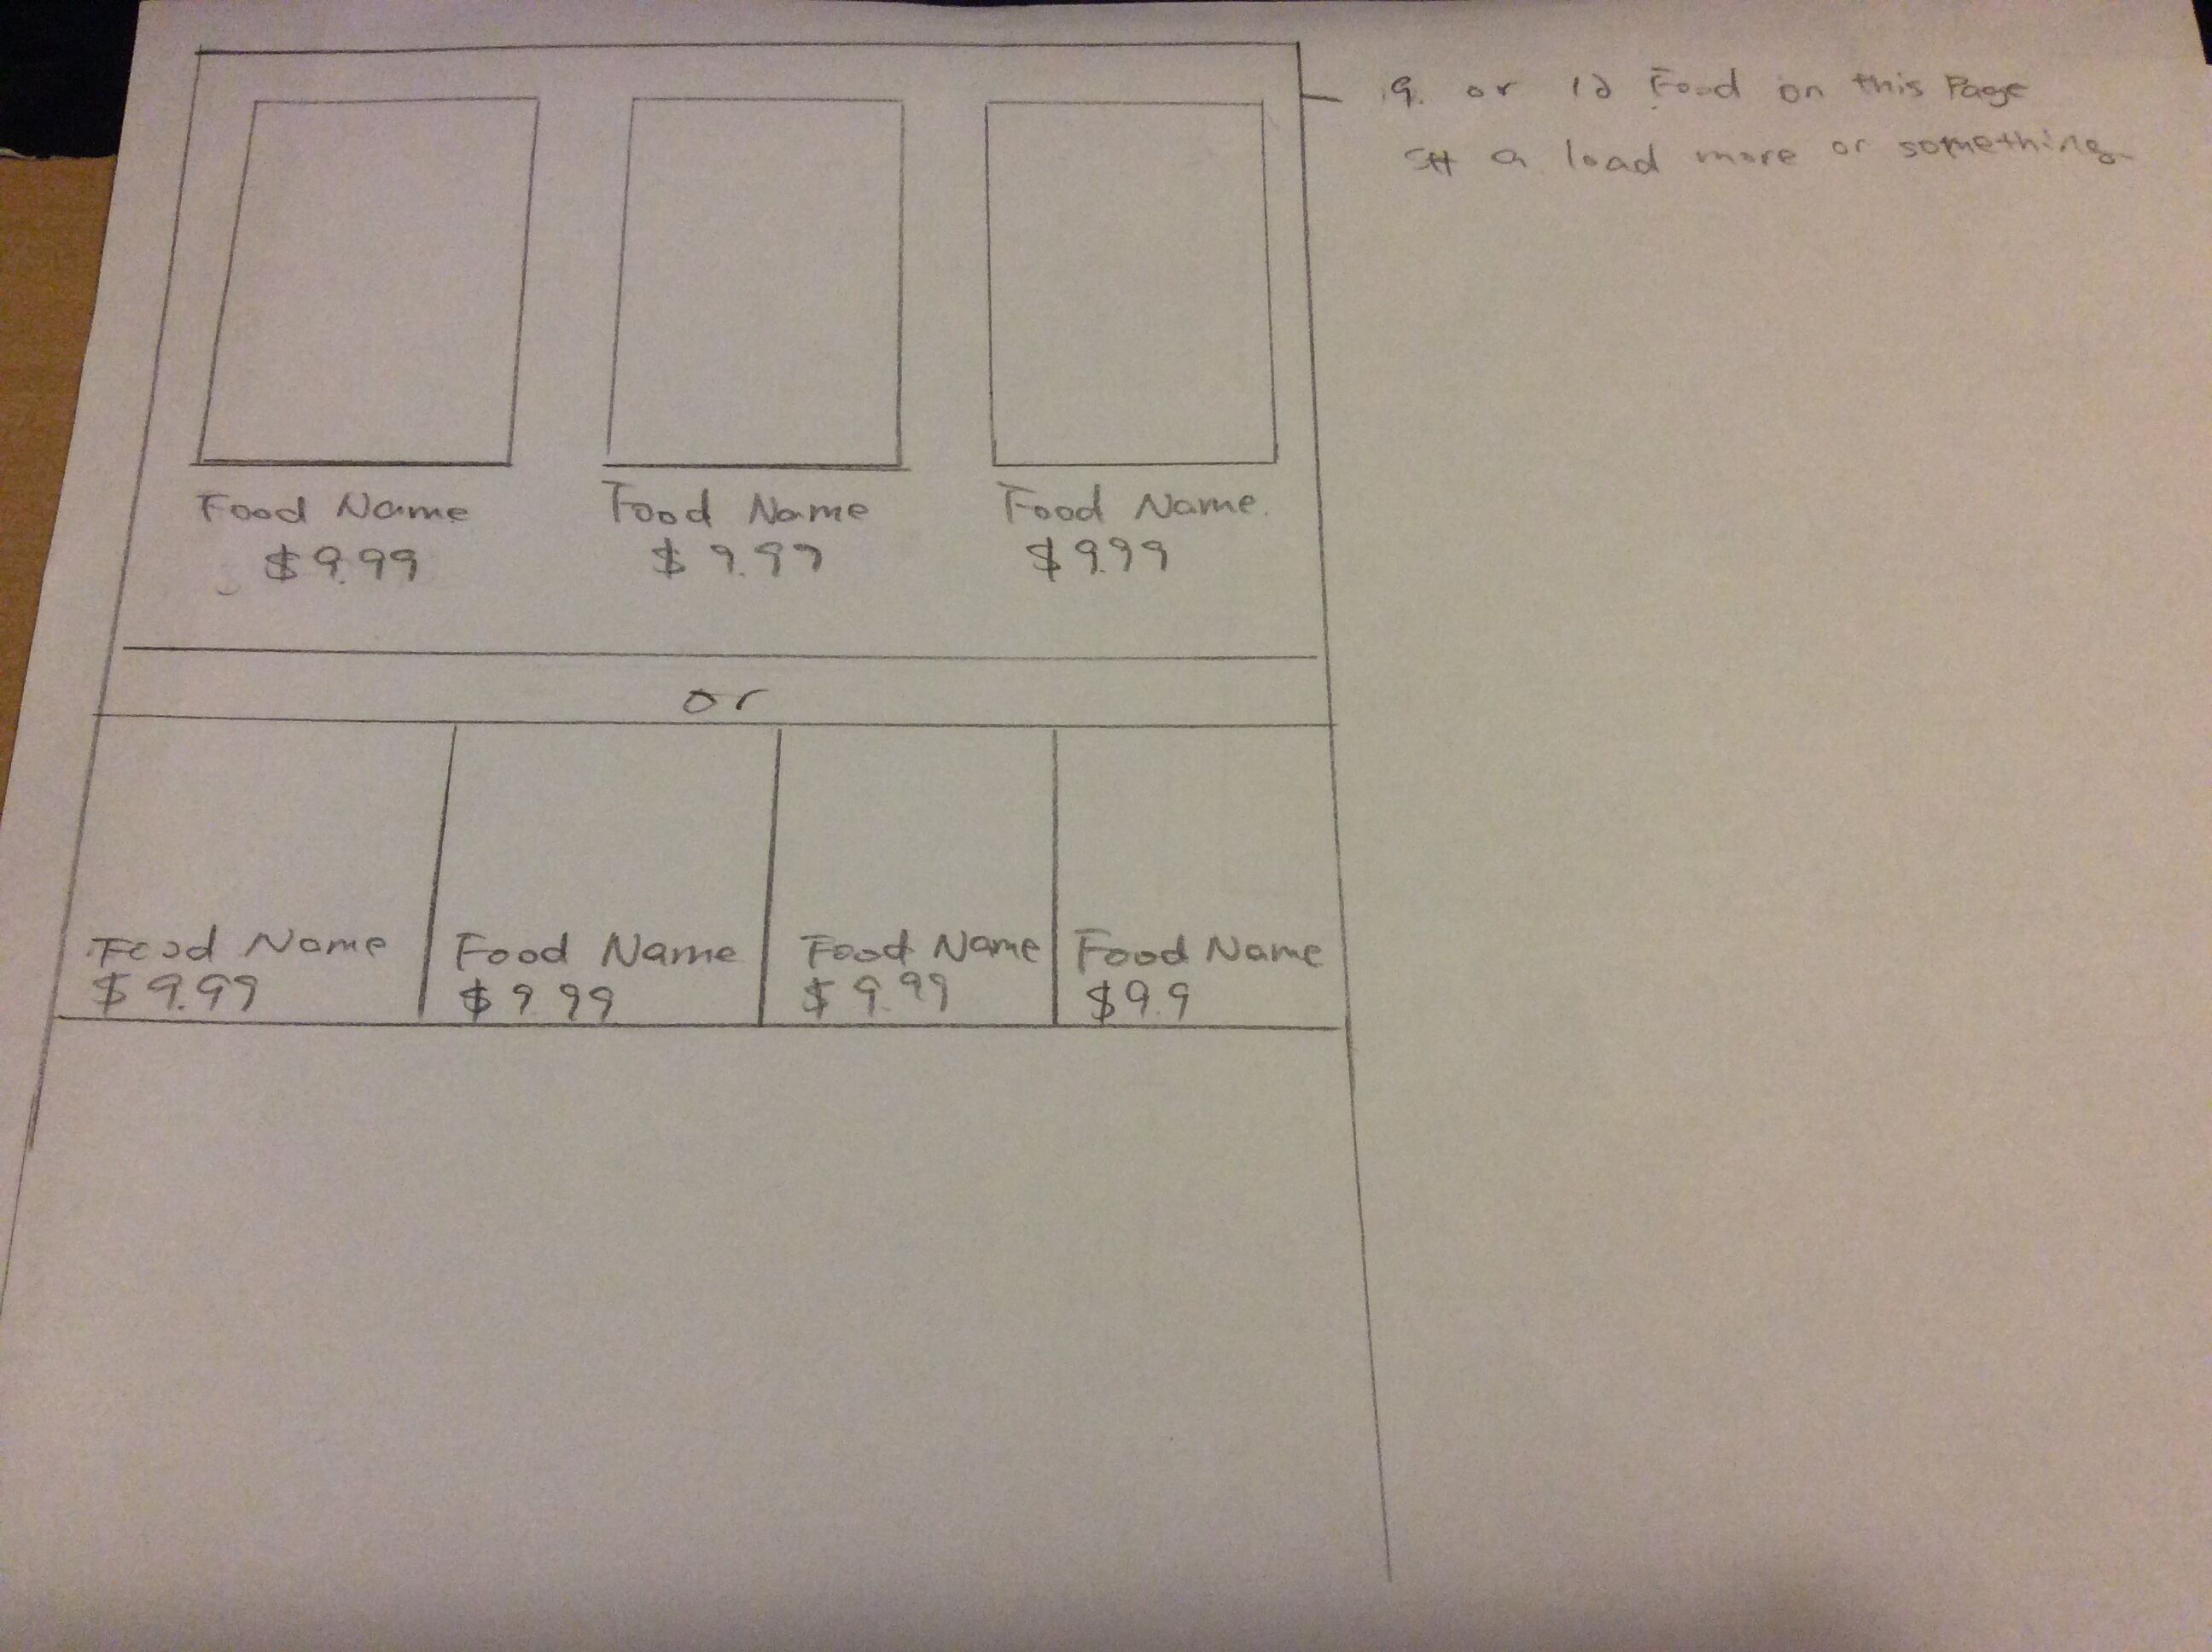 9. or 12 Food on this Page
a load more or something
Food Name Food Name Food Name.
$9.99 $9.99 $9.99
or
Food Name Food Name Food Name Food Name
$9.99 $9.99 $9.99 $9.9